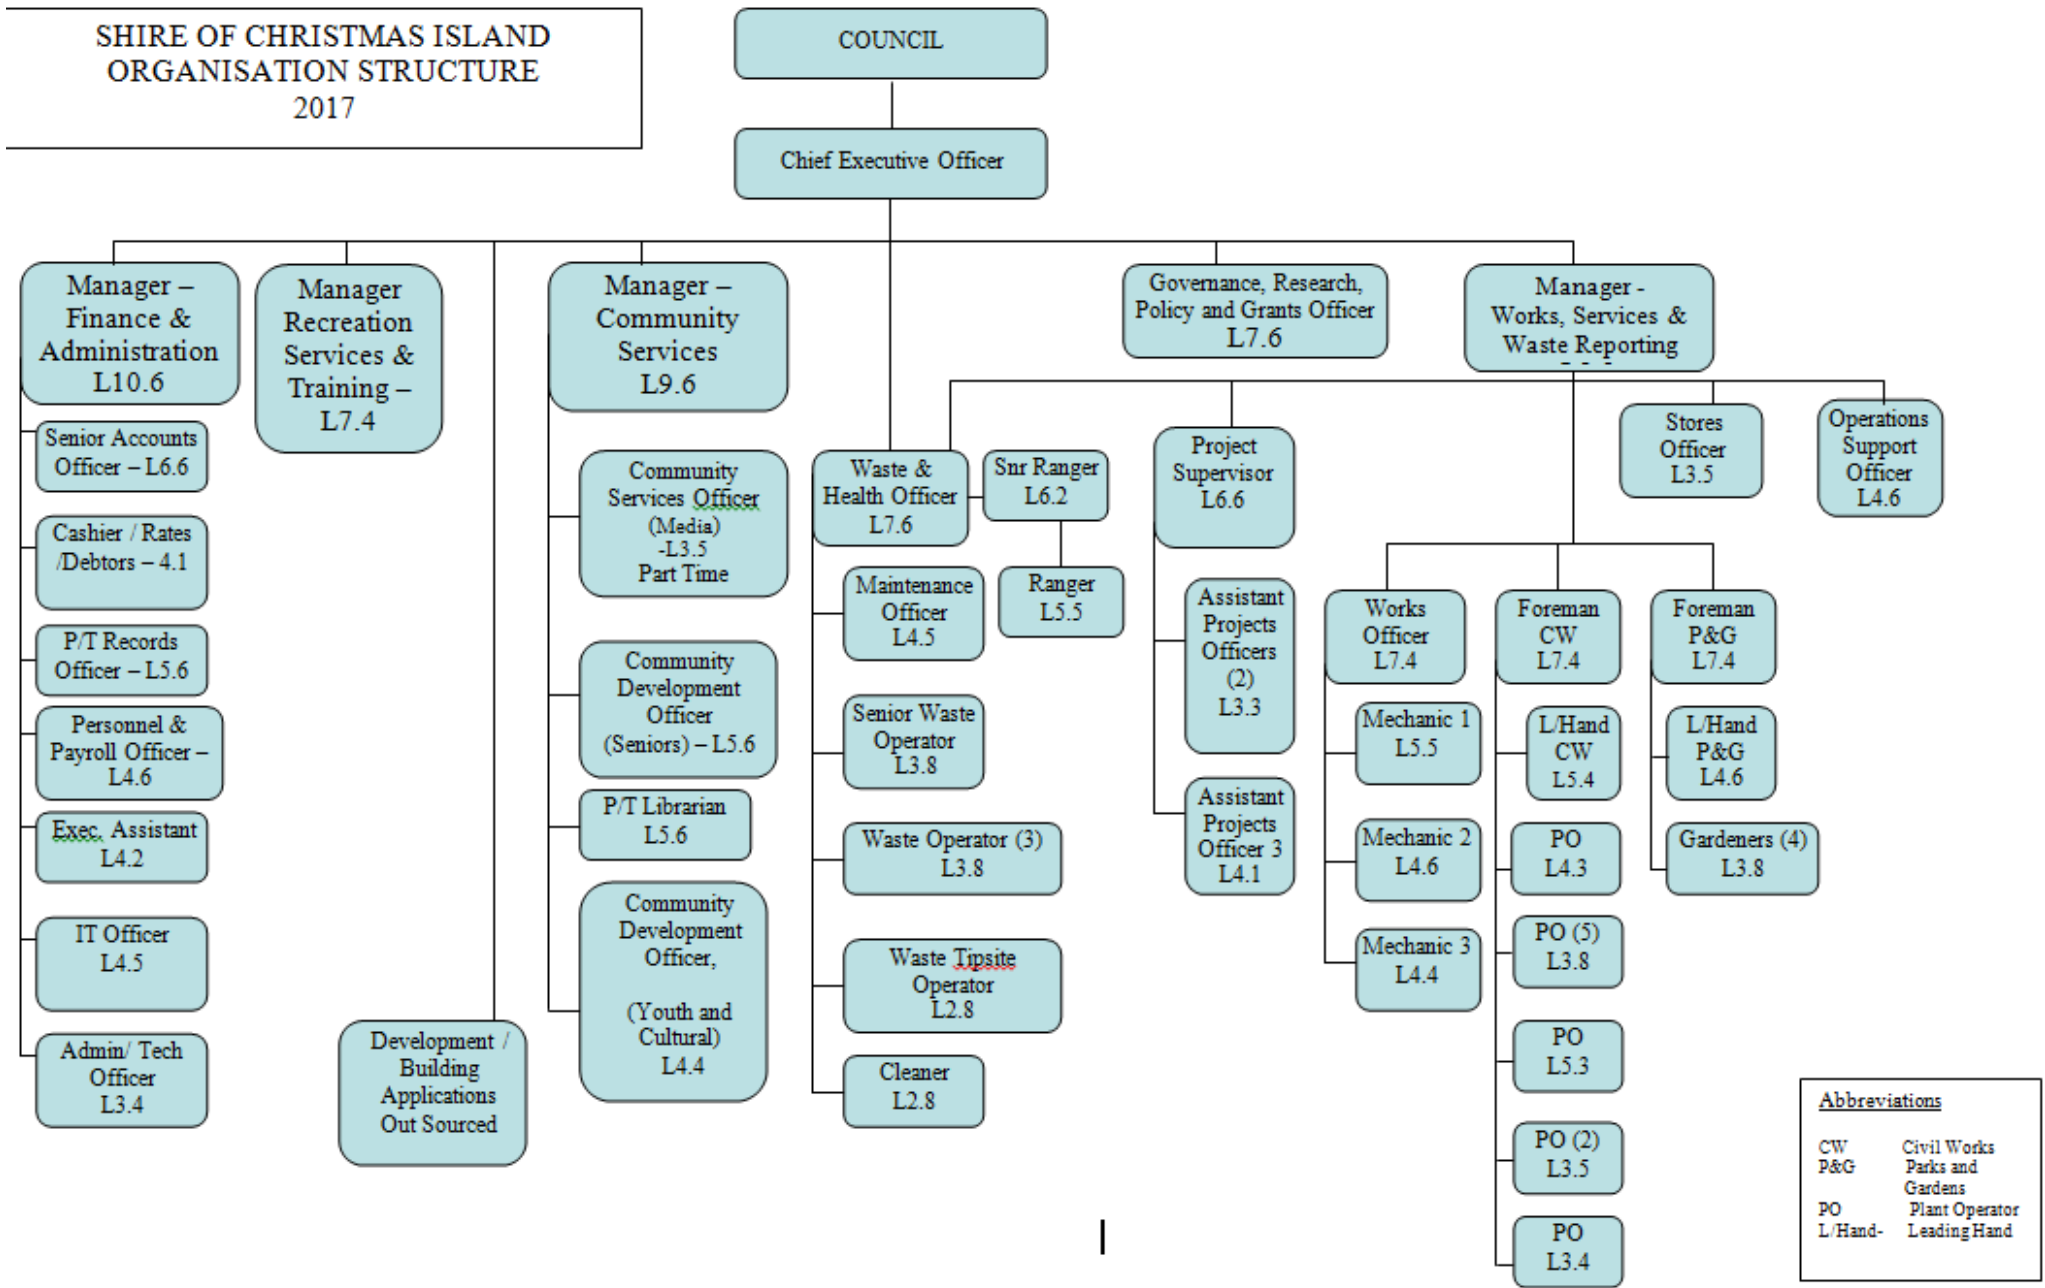 SHIRE OF CHRISTMAS ISLAND
ORGANISATION STRUCTURE
2017
COUNCIL
Chief Executive Officer
Manager –
Finance &
Administration
L10.6
Manager
Recreation
Services &
Training –
L7.4
Manager –
Community
Services
L9.6
Governance, Research,
Policy and Grants Officer
L7.6
Manager -
Works, Services &
Waste Reporting
Senior Accounts
Officer – L6.6
Cashier / Rates
/Debtors – 4.1
P/T Records
Officer – L5.6
Personnel &
Payroll Officer –
L4.6
Exec. Assistant
L4.2
IT Officer
L4.5
Admin/ Tech
Officer
L3.4
Development /
Building
Applications
Out Sourced
Community
Services Officer
(Media)
-L3.5
Part Time
Community
Development
Officer
(Seniors) – L5.6
P/T Librarian
L5.6
Community
Development
Officer,
(Youth and
Cultural)
L4.4
Waste &
Health Officer
L7.6
Snr Ranger
L6.2
Ranger
L5.5
Maintenance
Officer
L4.5
Senior Waste
Operator
L3.8
Waste Operator (3)
L3.8
Waste Tipsite
Operator
L2.8
Cleaner
L2.8
Project
Supervisor
L6.6
Assistant
Projects
Officers
(2)
L3.3
Assistant
Projects
Officer 3
L4.1
Stores
Officer
L3.5
Operations
Support
Officer
L4.6
Works
Officer
L7.4
Mechanic 1
L5.5
Mechanic 2
L4.6
Mechanic 3
L4.4
Foreman
CW
L7.4
L/Hand
CW
L5.4
PO
L4.3
PO (5)
L3.8
PO
L5.3
PO (2)
L3.5
PO
L3.4
Foreman
P&G
L7.4
L/Hand
P&G
L4.6
Gardeners (4)
L3.8
Abbreviations
CW Civil Works
P&G Parks and
Gardens
PO Plant Operator
L/Hand- Leading Hand